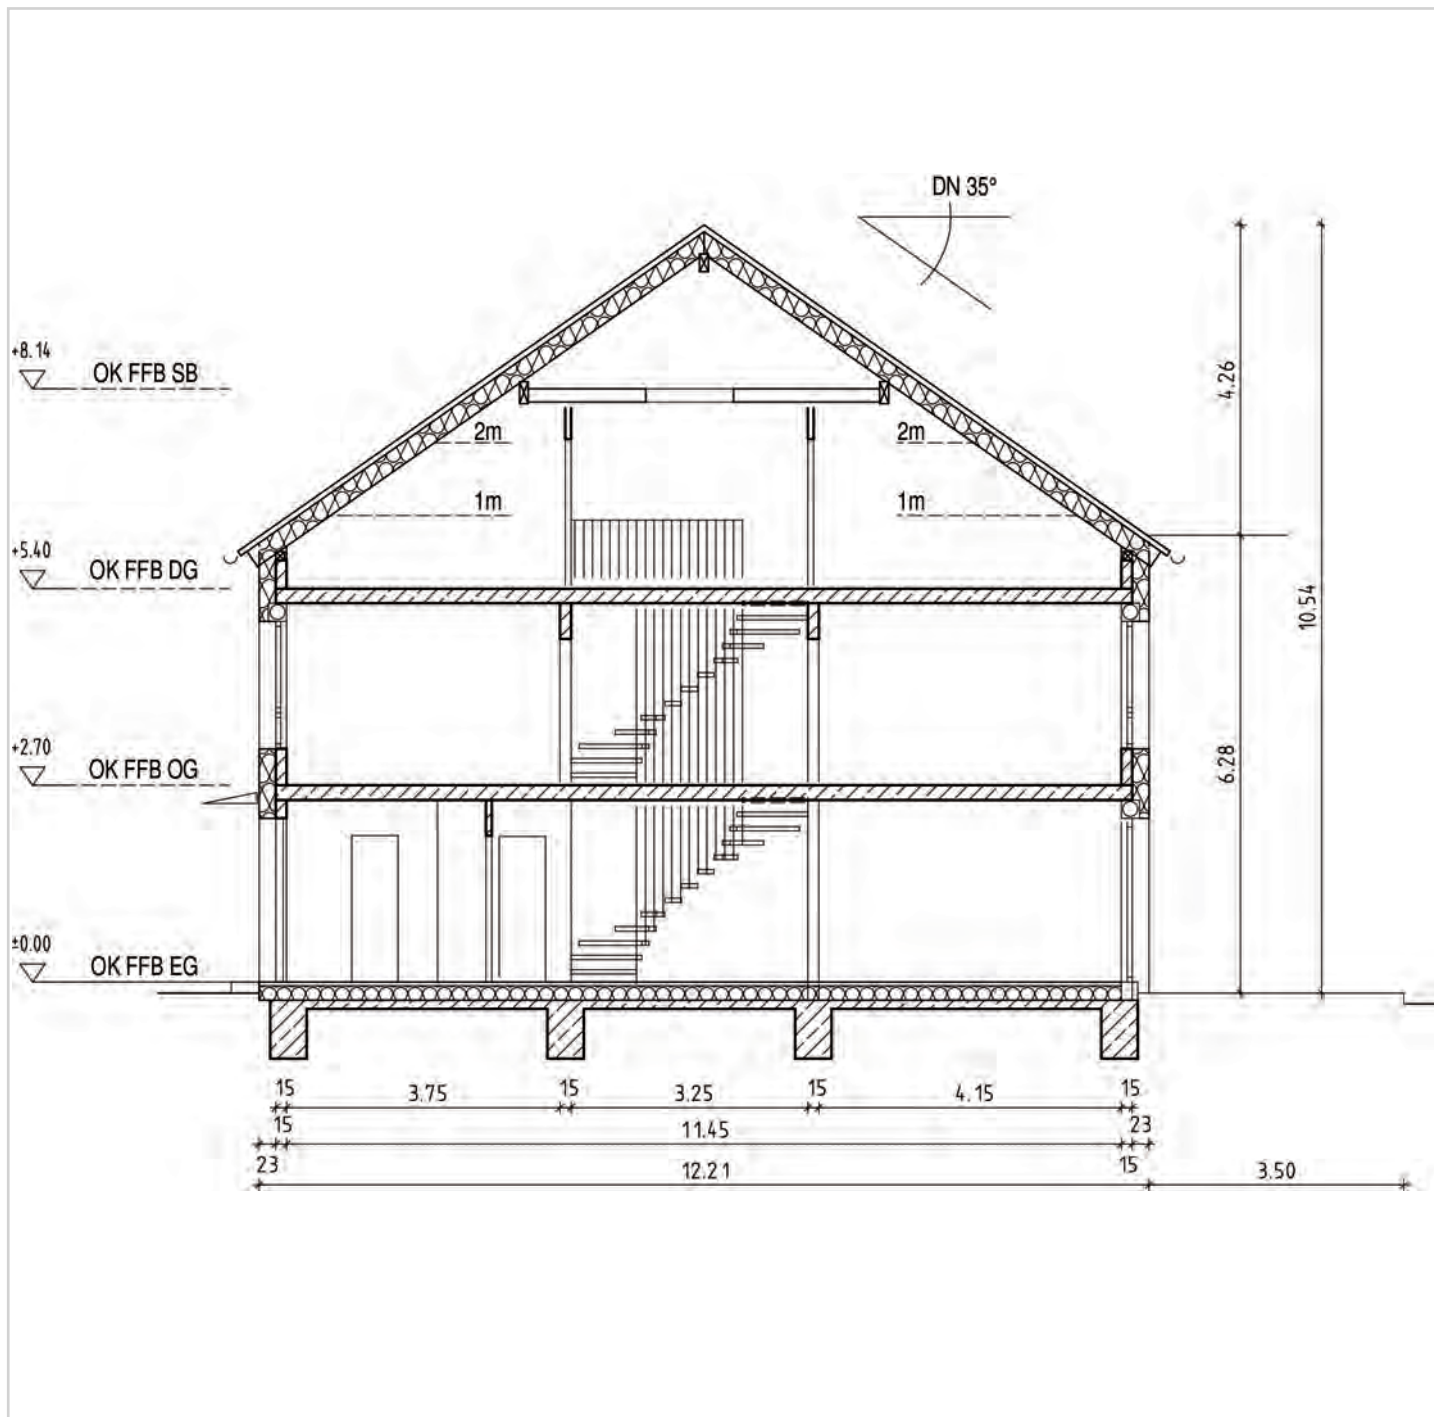 DN 35°
+8.14
OK FFB SB
4.26
2m
2m
1m
1m
+5.40
OK FFB DG
10.54
+2.70
OK FFB OG
6.28
±0.00
OK FFB EG
15 3.75 15 3.25 15 4.15 15
15 11.45 23
23 12.21 15 3.50